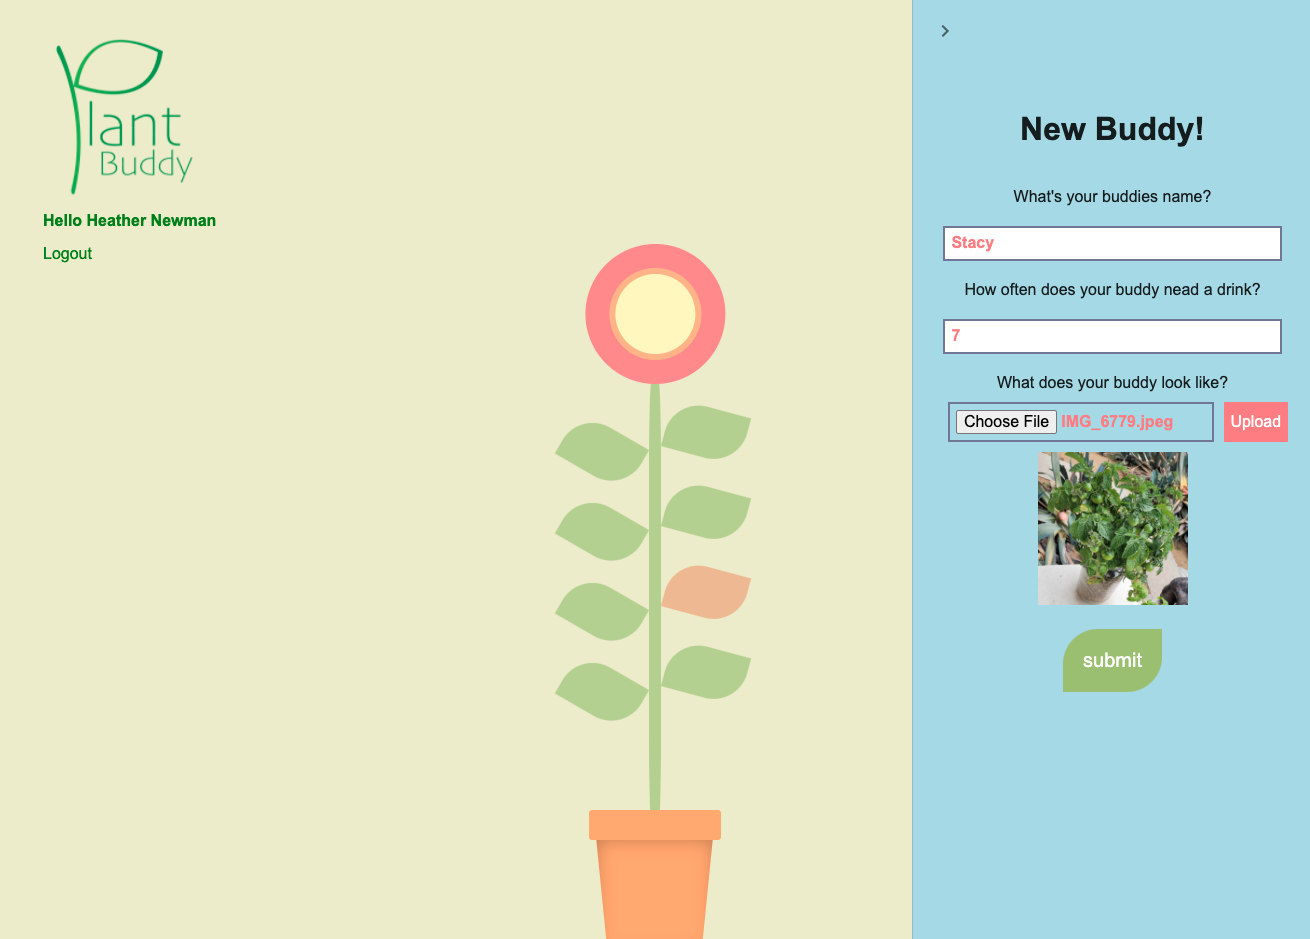 Plant
Buddy
Hello Heather Newman
Logout
New Buddy!
What's your buddies name?
Stacy
How often does your buddy nead a drink?
7
What does your buddy look like?
Choose File IMG_6779.jpeg Upload
submit